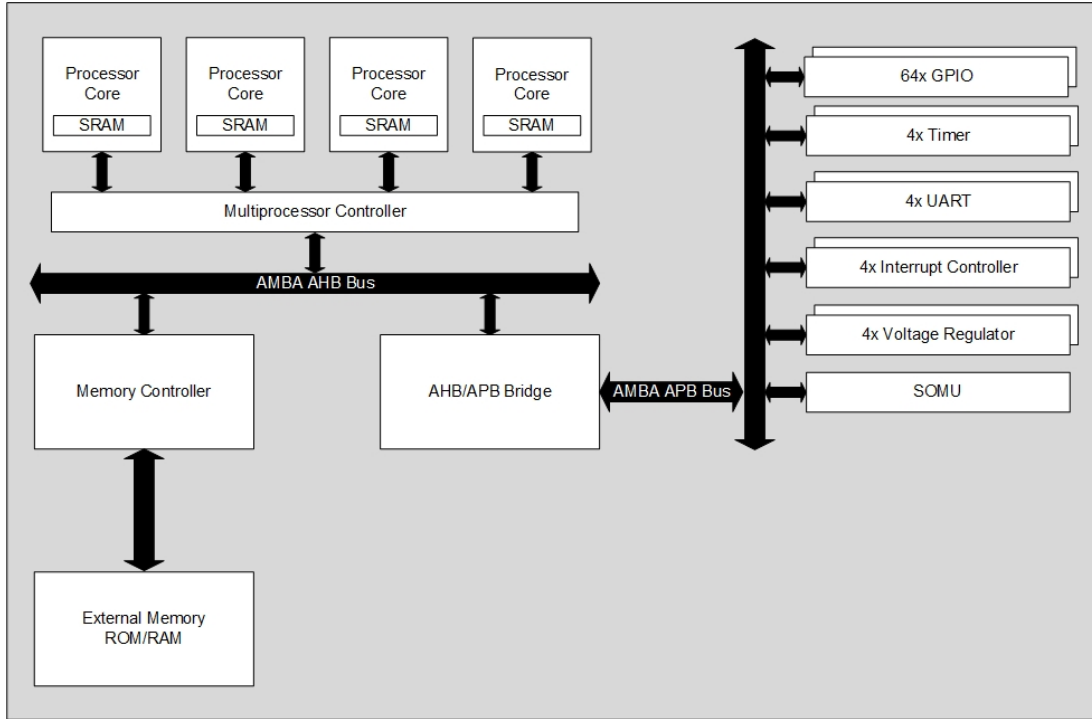 Processor
Core
SRAM
Processor
Core
SRAM
Processor
Core
SRAM
Processor
Core
SRAM
Multiprocessor Controller
AMBA AHB Bus
Memory Controller
AHB/APB Bridge
AMBA APB Bus
External Memory
ROM/RAM
64x GPIO
4x Timer
4x UART
4x Interrupt Controller
4x Voltage Regulator
SOMU